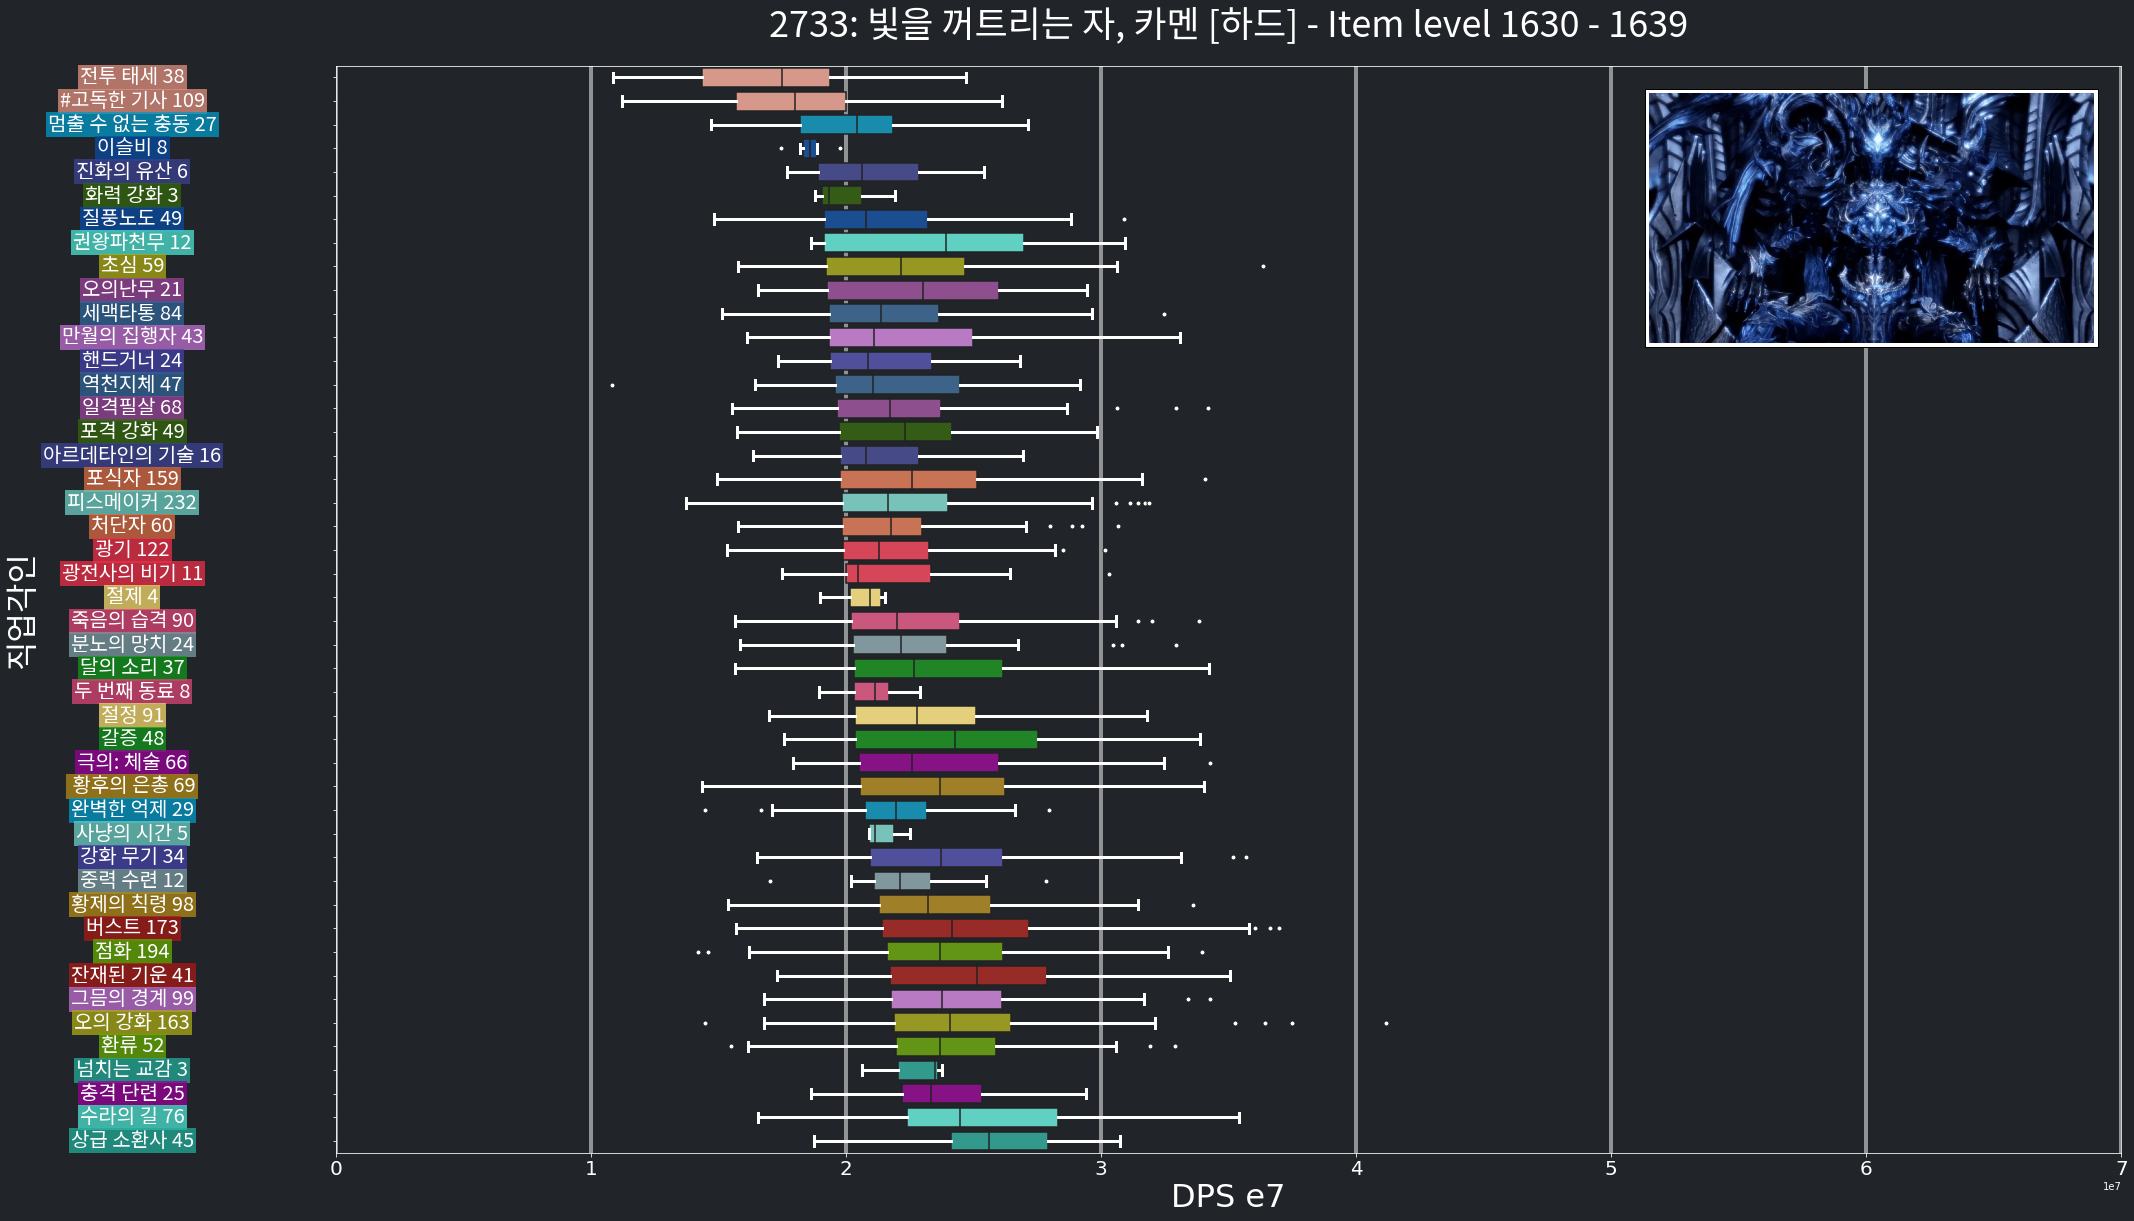 2733: 빛을 꺼트리는 자, 카멘 [하드] - Item level 1630 - 1639
직업각인
전투 태세 38
#고독한 기사 109
멈출 수 없는 충동 27
이슬비 8
진화의 유산 6
화력 강화 3
질풍노도 49
권왕파천무 12
초심 59
오의난무 21
세맥타통 84
만월의 집행자 43
핸드거너 24
역천지체 47
일격필살 68
포격 강화 49
아르데타인의 기술 16
포식자 159
피스메이커 232
처단자 60
광기 122
광전사의 비기 11
절제 4
죽음의 습격 90
분노의 망치 24
달의 소리 37
두 번째 동료 8
절정 91
갈증 48
극의: 체술 66
황후의 은총 69
완벽한 억제 29
사냥의 시간 5
강화 무기 34
중력 수련 12
황제의 칙령 98
버스트 173
점화 194
잔재된 기운 41
그믐의 경계 99
오의 강화 163
환류 52
넘치는 교감 3
충격 단련 25
수라의 길 76
상급 소환사 45
0 1 2 3 4 5 6 7
1e7
DPS e7